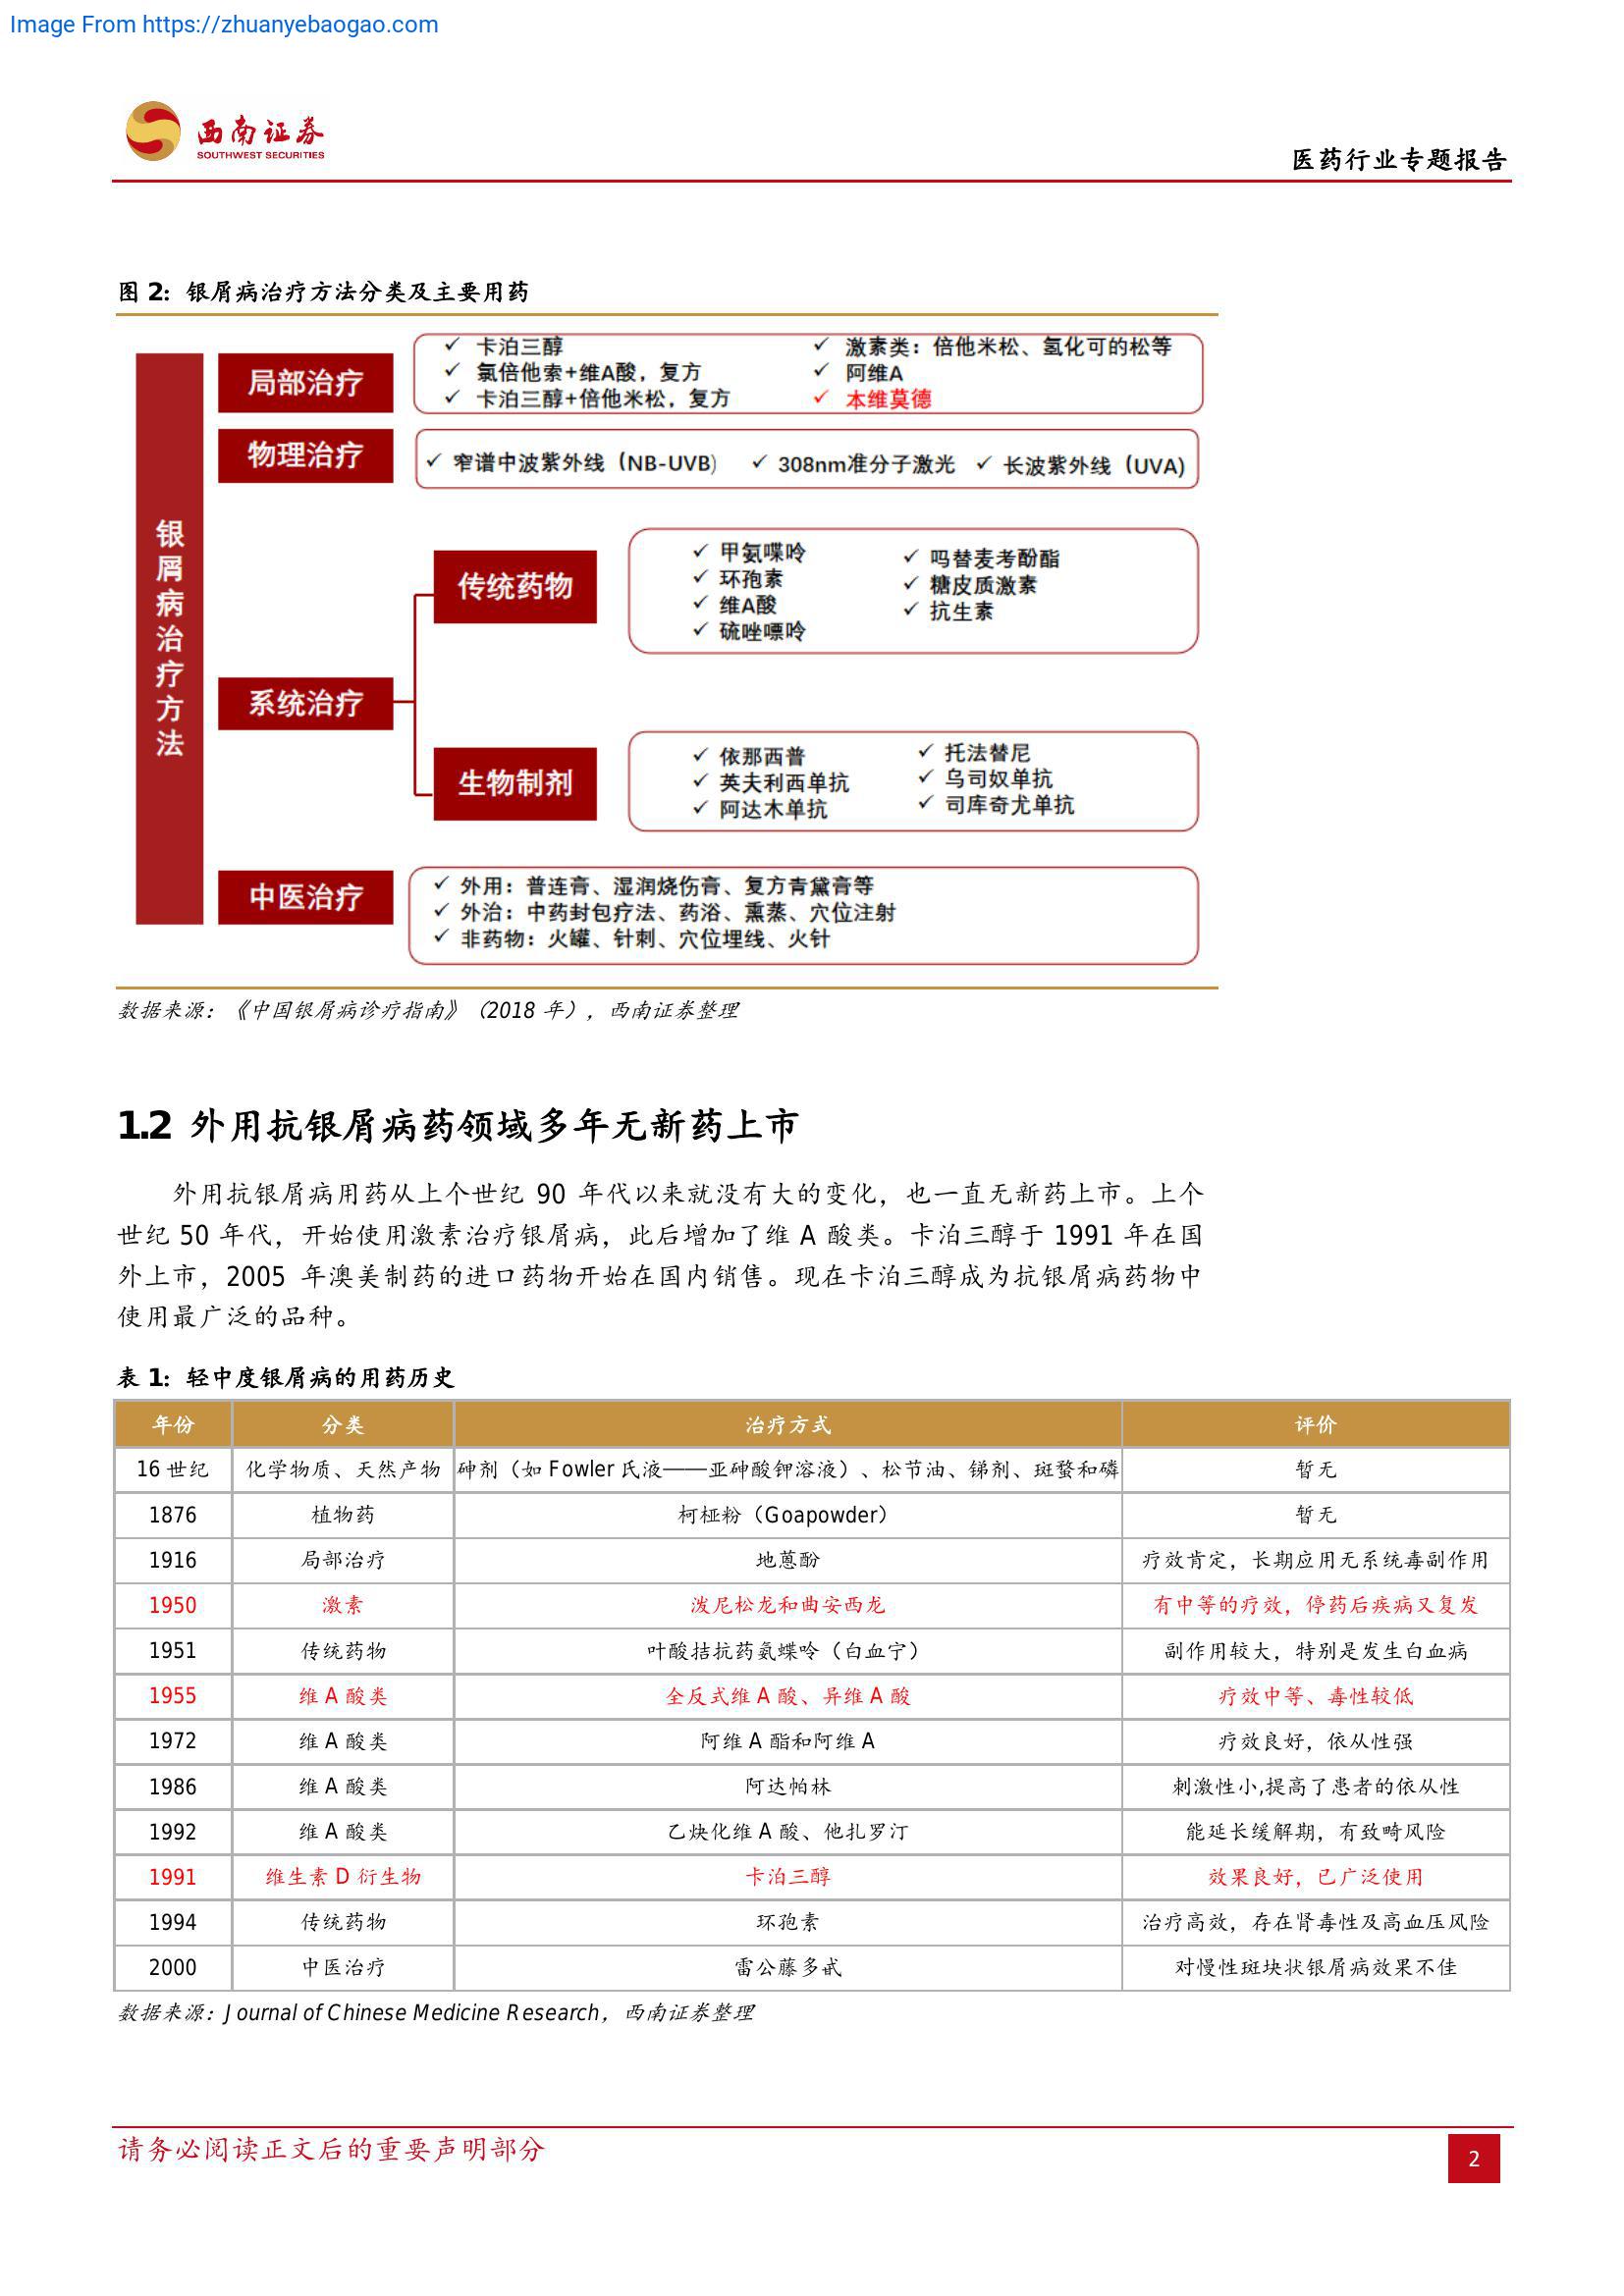 Image From https://zhuanyebaogao.com
西南证券
SOUTHWEST SECURITIES
医药行业专题报告
图 2：银屑病治疗方法分类及主要用药
银屑病治疗方法
局部治疗
✓ 卡泊三醇
✓ 氯倍他索+维A酸，复方
✓ 卡泊三醇+倍他米松，复方
✓ 激素类：倍他米松、氢化可的松等
✓ 阿维A
✓ 本维莫德
物理治疗
✓ 窄谱中波紫外线（NB-UVB） ✓ 308nm准分子激光 ✓ 长波紫外线（UVA）
系统治疗
传统药物
✓ 甲氨喋呤
✓ 环孢素
✓ 维A酸
✓ 硫唑嘌呤
✓ 吗替麦考酚酯
✓ 糖皮质激素
✓ 抗生素
生物制剂
✓ 依那西普
✓ 英夫利西单抗
✓ 阿达木单抗
✓ 托法替尼
✓ 乌司奴单抗
✓ 司库奇尤单抗
中医治疗
✓ 外用：普连膏、湿润烧伤膏、复方青黛膏等
✓ 外治：中药封包疗法、药浴、熏蒸、穴位注射
✓ 非药物：火罐、针刺、穴位埋线、火针
数据来源：《中国银屑病诊疗指南》（2018 年），西南证券整理
1.2 外用抗银屑病药领域多年无新药上市
外用抗银屑病用药从上个世纪 90 年代以来就没有大的变化，也一直无新药上市。上个
世纪 50 年代，开始使用激素治疗银屑病，此后增加了维 A 酸类。卡泊三醇于 1991 年在国
外上市，2005 年澳美制药的进口药物开始在国内销售。现在卡泊三醇成为抗银屑病药物中
使用最广泛的品种。
表 1：轻中度银屑病的用药历史
年份 分类 治疗方式 评价
16 世纪 化学物质、天然产物 砷剂（如 Fowler 氏液——亚砷酸钾溶液）、松节油、锑剂、斑蝥和磷 暂无
1876 植物药 柯桠粉（Goapowder） 暂无
1916 局部治疗 地蒽酚 疗效肯定，长期应用无系统毒副作用
1950 激素 泼尼松龙和曲安西龙 有中等的疗效，停药后疾病又复发
1951 传统药物 叶酸拮抗药氨蝶呤（白血宁） 副作用较大，特别是发生白血病
1955 维 A 酸类 全反式维 A 酸、异维 A 酸 疗效中等、毒性较低
1972 维 A 酸类 阿维 A 酯和阿维 A 疗效良好，依从性强
1986 维 A 酸类 阿达帕林 刺激性小,提高了患者的依从性
1992 维 A 酸类 乙炔化维 A 酸、他扎罗汀 能延长缓解期，有致畸风险
1991 维生素 D 衍生物 卡泊三醇 效果良好，已广泛使用
1994 传统药物 环孢素 治疗高效，存在肾毒性及高血压风险
2000 中医治疗 雷公藤多甙 对慢性斑块状银屑病效果不佳
数据来源：Journal of Chinese Medicine Research，西南证券整理
请务必阅读正文后的重要声明部分
2